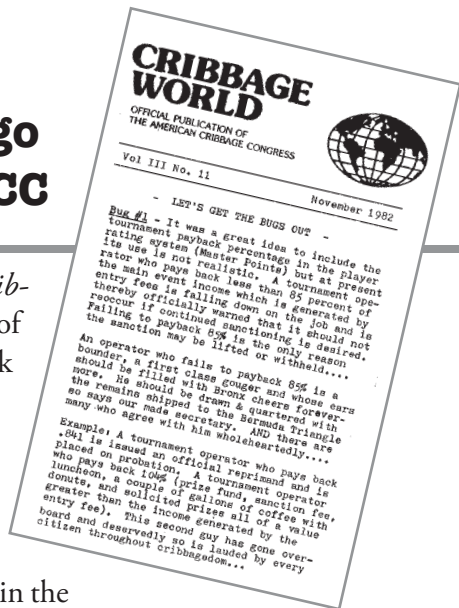 go
CC
ib-
of
k
in the
CRIBBAGE
WORLD
OFFICIAL PUBLICATION OF
THE AMERICAN CRIBBAGE CONGRESS
Vol III No. 11 November 1982
- LET'S GET THE BUGS OUT -
Bug #1 - It was a great idea to include the
tournament payback percentage in the player
rating system (Master Points) but at present
its use is not realistic. A tournament ope-
rator who pays back less than 85 percent of
the main event income which is generated by
entry fees is falling down on the job and is
thereby officially warned that it should not
reoccur if continued sanctioning is desired.
Failing to payback 85% is the only reason
the sanction may be lifted or withheld....
An operator who fails to payback 85% is a
bounder, a first class gouger and whose ears
should be filled with Bronx cheers forever-
more. He should be drawn & quartered with
the remains shipped to the Bermuda Triangle
so says our made secretary. AND there are
many who agree with him wholeheartedly....
Example, A tournament operator who pays back
.841 is issued an official reprimand and is
placed on probation. A tournament operator
who pays back 104% (prize fund, sanction fee,
luncheon, a couple of gallons of coffee with
donuts, and solicited prizes all of a value
greater than the income generated by the
entry fee). This second guy has gone over-
board and deservedly so is lauded by every
citizen throughout cribbagedom...